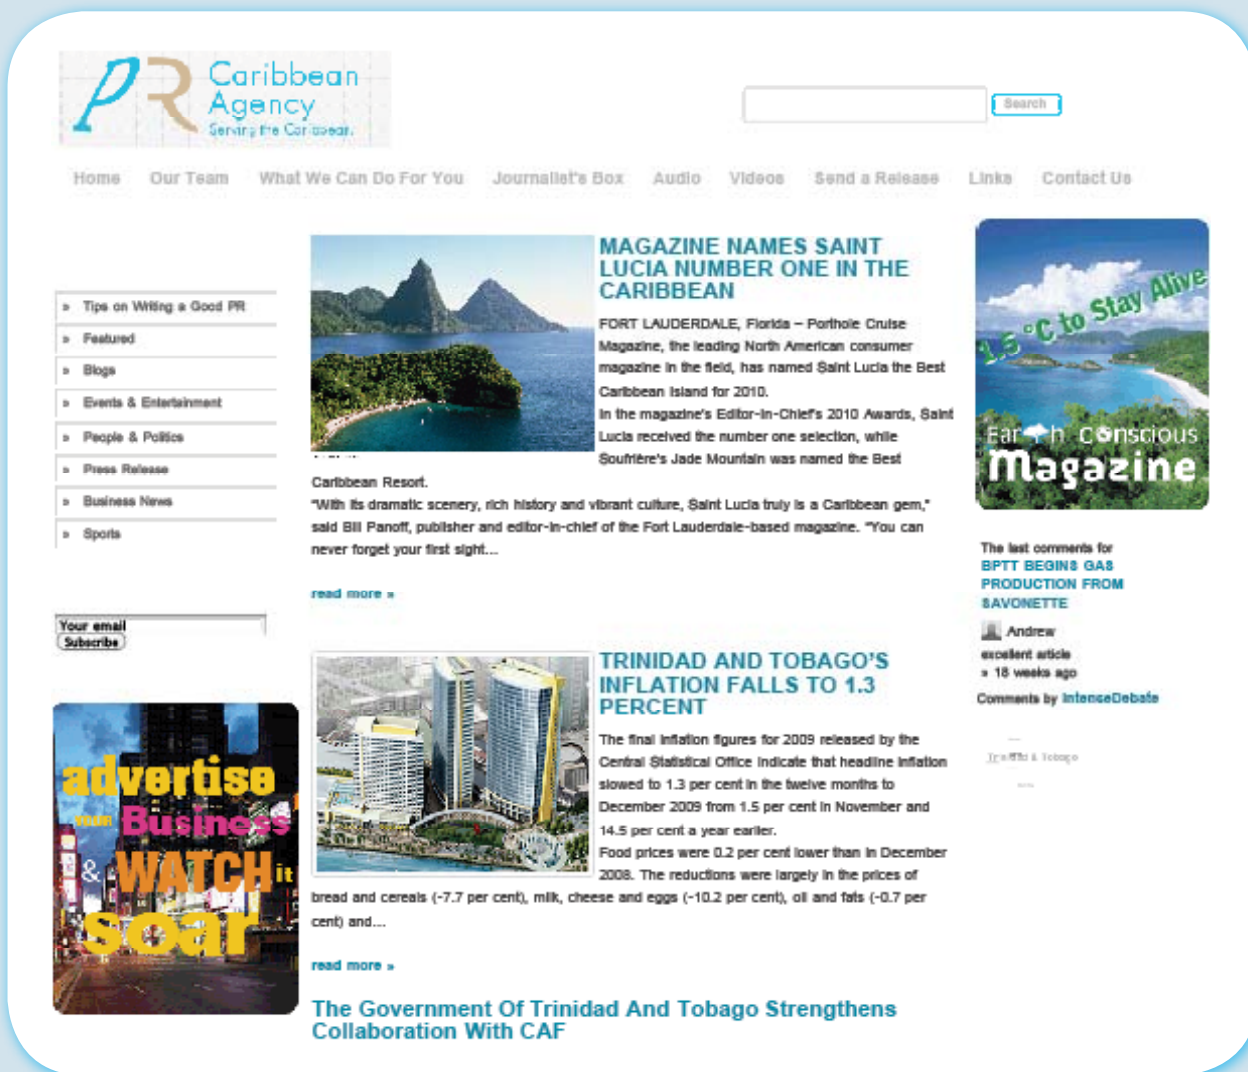 PR Caribbean
Agency
Serving the Caribbean.
Search
Home Our Team What We Can Do For You Journalist's Box Audio Videos Send a Release Links Contact Us
» Tips on Writing a Good PR
» Featured
» Blogs
» Events & Entertainment
» People & Politics
» Press Release
» Business News
» Sports
Your email
Subscribe
advertise
YOUR Business
& WATCH it
soar
MAGAZINE NAMES SAINT
LUCIA NUMBER ONE IN THE
CARIBBEAN
FORT LAUDERDALE, Florida – Porthole Cruise
Magazine, the leading North American consumer
magazine in the field, has named Saint Lucia the Best
Caribbean Island for 2010.
In the magazine's Editor-in-Chief's 2010 Awards, Saint
Lucia received the number one selection, while
Soufrière's Jade Mountain was named the Best
Caribbean Resort.
"With its dramatic scenery, rich history and vibrant culture, Saint Lucia truly is a Caribbean gem,"
said Bill Panoff, publisher and editor-in-chief of the Fort Lauderdale-based magazine. "You can
never forget your first sight...
read more »
TRINIDAD AND TOBAGO'S
INFLATION FALLS TO 1.3
PERCENT
The final inflation figures for 2009 released by the
Central Statistical Office indicate that headline inflation
slowed to 1.3 per cent in the twelve months to
December 2009 from 1.5 per cent in November and
14.5 per cent a year earlier.
Food prices were 0.2 per cent lower than in December
2008. The reductions were largely in the prices of
bread and cereals (-7.7 per cent), milk, cheese and eggs (-10.2 per cent), oil and fats (-0.7 per
cent) and...
read more »
The Government Of Trinidad And Tobago Strengthens
Collaboration With CAF
1.5 °C to Stay Alive
Earth Conscious
Magazine
The last comments for
BPTT BEGINS GAS
PRODUCTION FROM
SAVONETTE
Andrew
excellent article
» 18 weeks ago
Comments by IntenseDebate
& Tobago